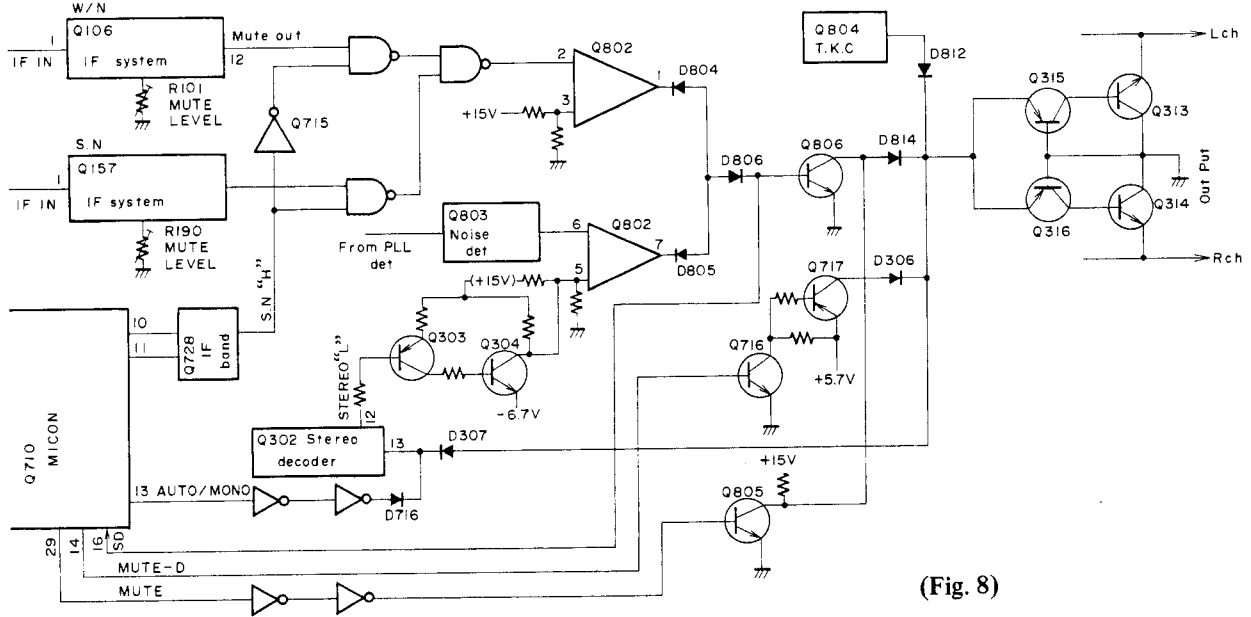 W/N
Q106
IF system
1
IF IN
Mute out
12
R101
MUTE
LEVEL
Q715
S.N
Q157
IF system
1
IF IN
R190
MUTE
LEVEL
S.N "H"
Q802
2
3
1
+15V
D804
Q803
Noise
det
From PLL
det
Q802
6
5
7
D805
(+15V)
D806
Q806
D814
Q804
T.K.C
D812
Q315
Q313
Q316
Q314
Lch
Rch
Out Put
Q717
D306
Q716
+5.7V
Q303
Q304
-6.7V
STEREO "L"
12
Q302 Stereo
decoder
13
D307
D716
10
11
Q728
IF
band
Q710
MICON
13 AUTO/MONO
29
14
16
SD
MUTE-D
MUTE
+15V
Q805
(Fig. 8)